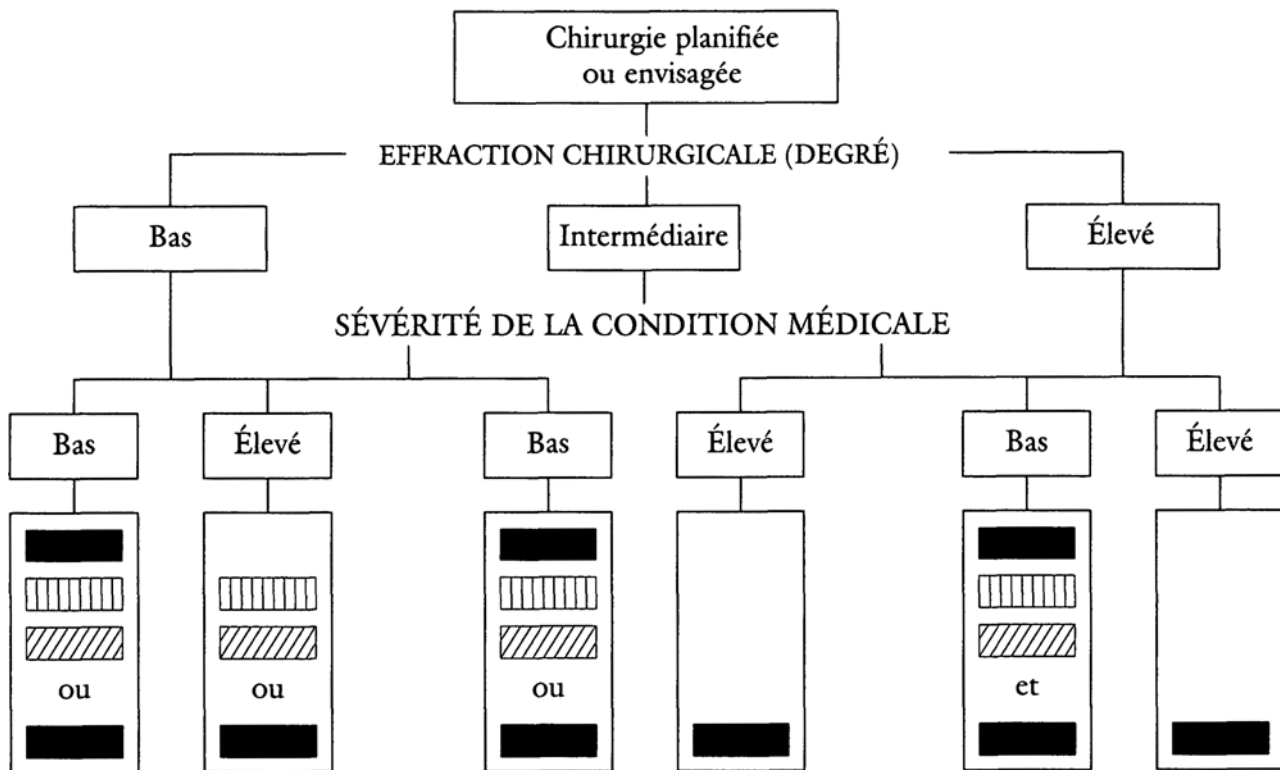 Chirurgie planifiée
ou envisagée
EFFRACTION CHIRURGICALE (DEGRÉ)
Bas
Intermédiaire
Élevé
SÉVÉRITÉ DE LA CONDITION MÉDICALE
Bas
Élevé
Bas
Élevé
Bas
Élevé
ou
ou
ou
et